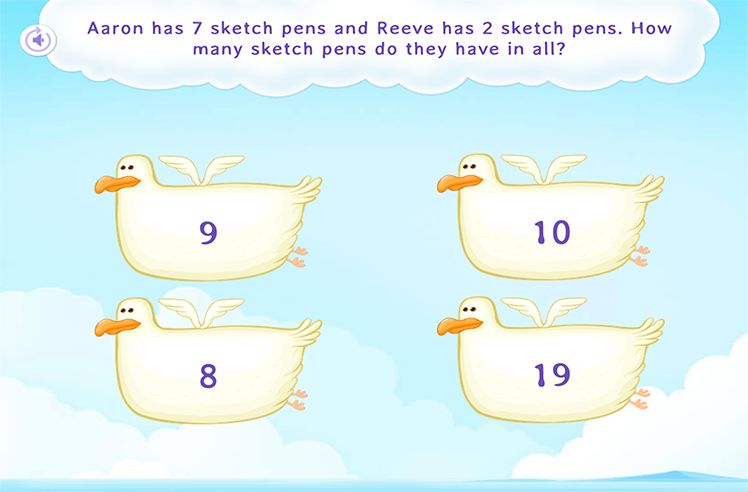 Aaron has 7 sketch pens and Reeve has 2 sketch pens. How
many sketch pens do they have in all?
9
10
8
19